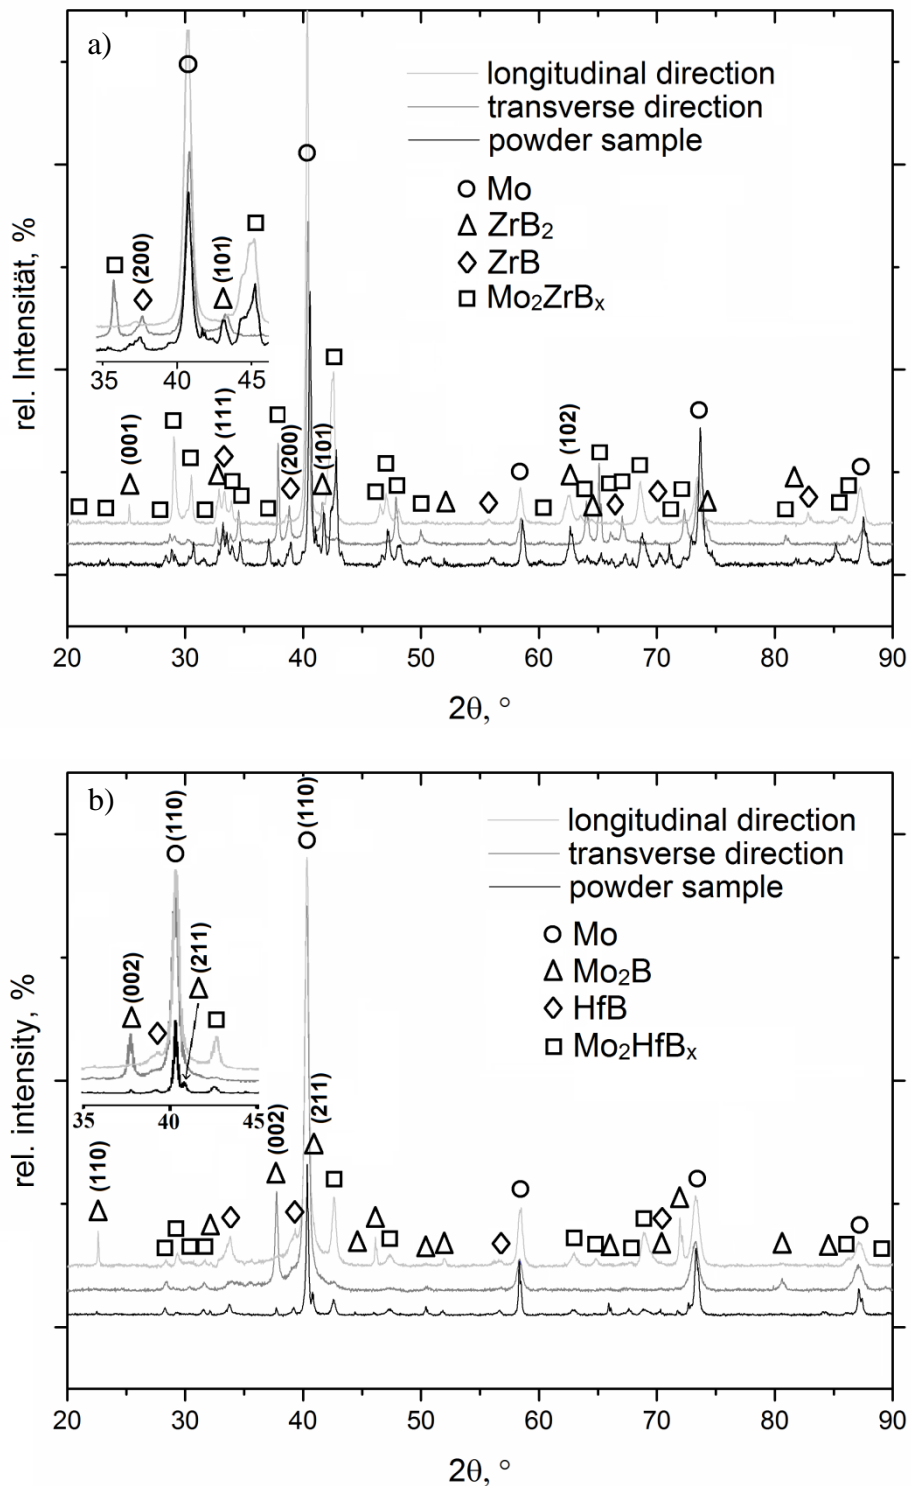 a)
longitudinal direction
transverse direction
powder sample
Mo
ZrB₂
ZrB
Mo₂ZrBₓ
(200)
(101)
35 40 45
(001)
(111)
(200)
(101)
(102)
rel. Intensität, %
20 30 40 50 60 70 80 90
2θ, °
b)
longitudinal direction
transverse direction
powder sample
Mo
Mo₂B
HfB
Mo₂HfBₓ
(110)
(110)
(002)
(211)
35 40 45
(110)
(002)
(211)
rel. intensity, %
20 30 40 50 60 70 80 90
2θ, °